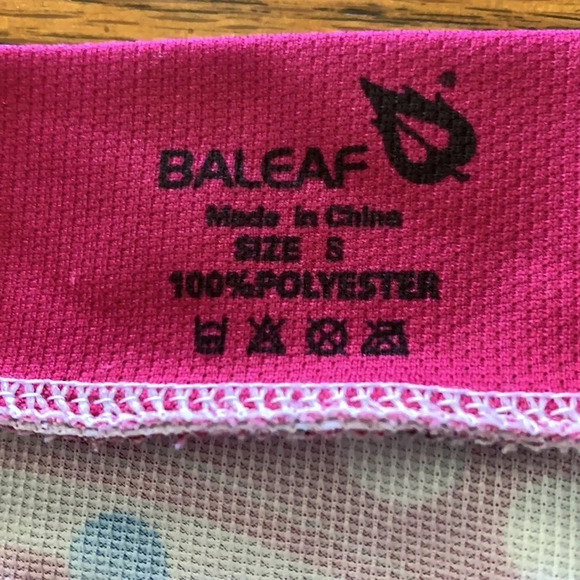 BALEAF
Made in China
SIZE S
100%POLYESTER